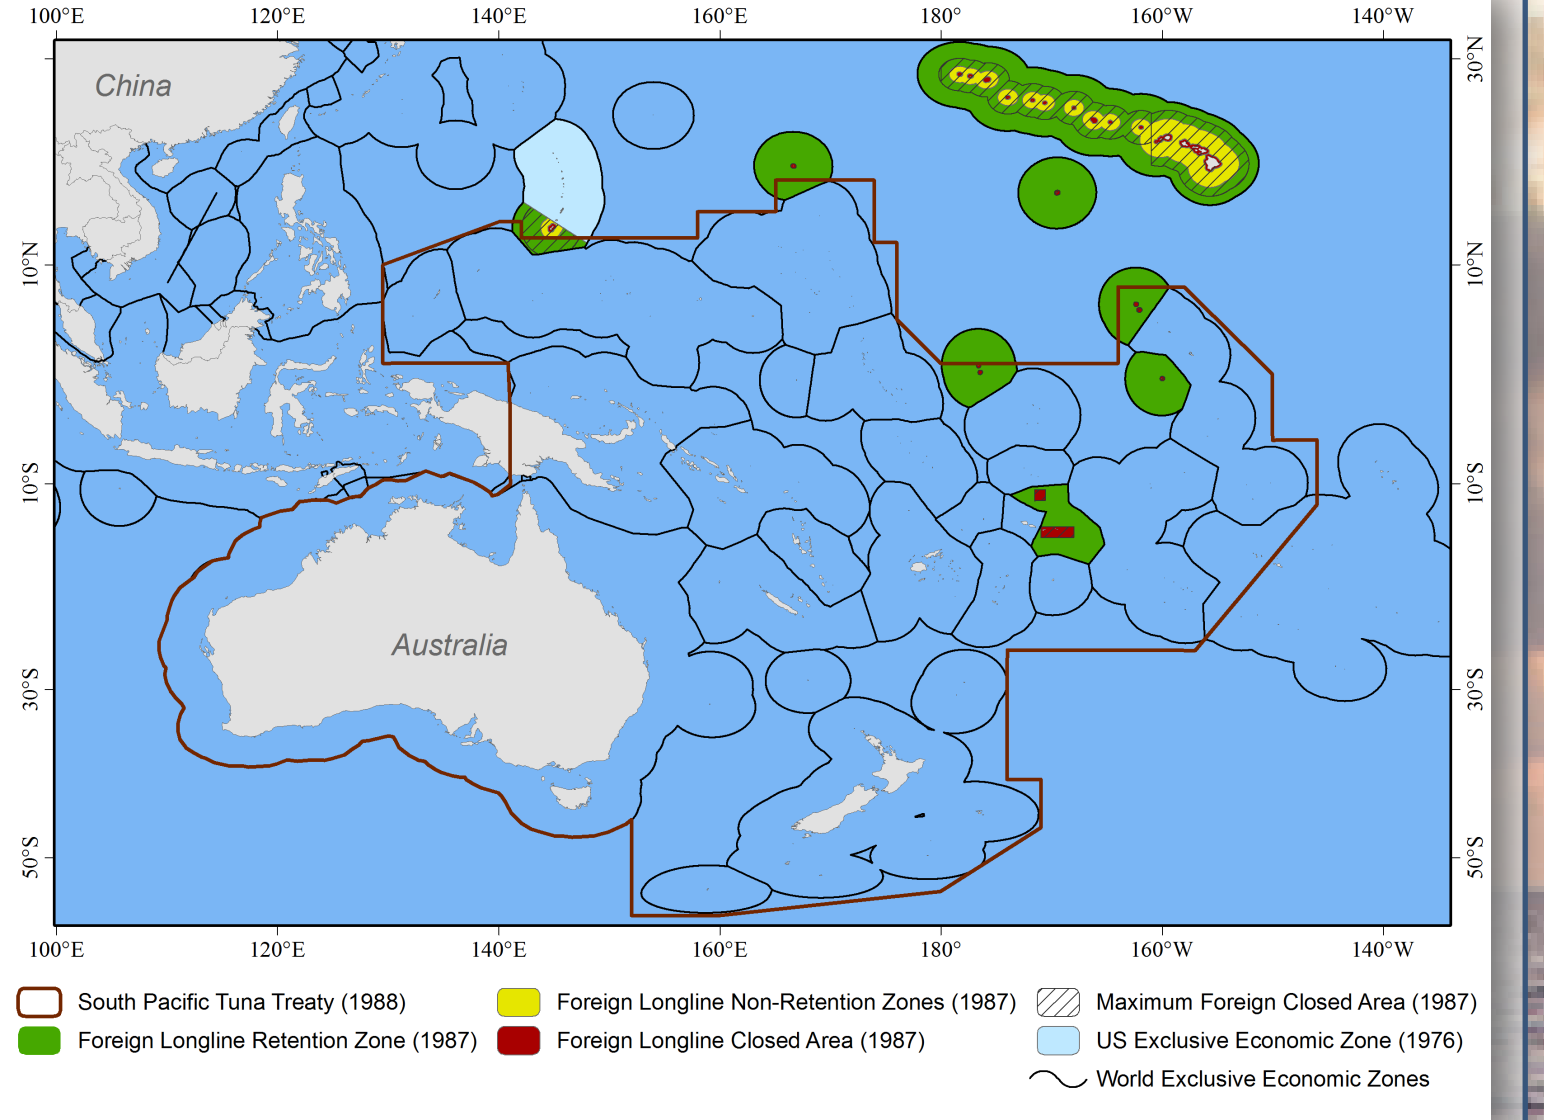 100°E 120°E 140°E 160°E 180° 160°W 140°W
30°N
China
10°N 10°N
10°S 10°S
Australia
30°S 30°S
50°S 50°S
100°E 120°E 140°E 160°E 180° 160°W 140°W
South Pacific Tuna Treaty (1988) Foreign Longline Non-Retention Zones (1987) Maximum Foreign Closed Area (1987)
Foreign Longline Retention Zone (1987) Foreign Longline Closed Area (1987) US Exclusive Economic Zone (1976)
World Exclusive Economic Zones